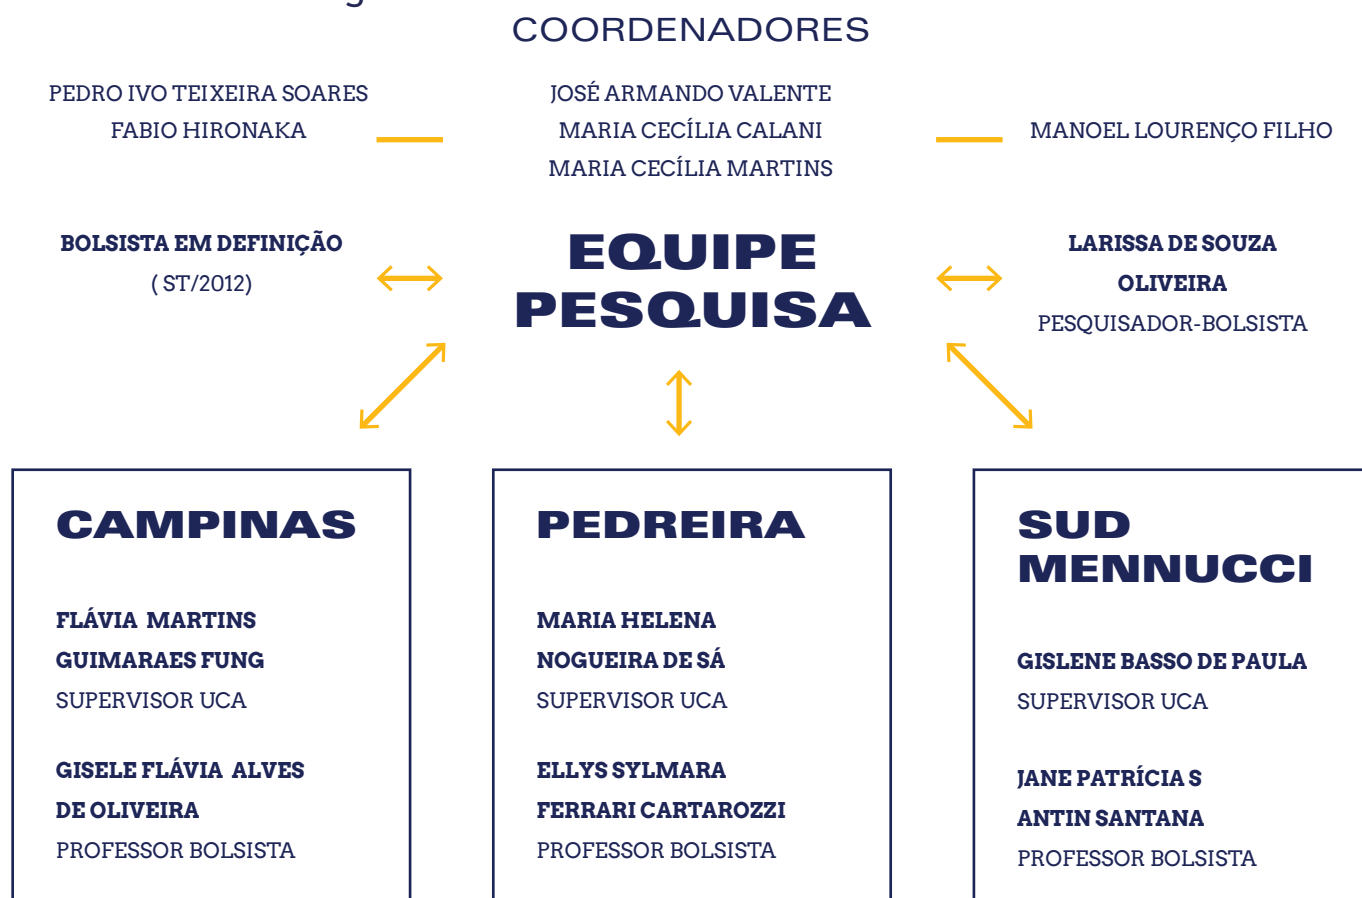 COORDENADORES
PEDRO IVO TEIXEIRA SOARES
FABIO HIRONAKA
JOSÉ ARMANDO VALENTE
MARIA CECÍLIA CALANI
MARIA CECÍLIA MARTINS
MANOEL LOURENÇO FILHO
BOLSISTA EM DEFINIÇÃO
( ST/2012)
EQUIPE
PESQUISA
LARISSA DE SOUZA
OLIVEIRA
PESQUISADOR-BOLSISTA
CAMPINAS
FLÁVIA MARTINS
GUIMARAES FUNG
SUPERVISOR UCA
GISELE FLÁVIA ALVES
DE OLIVEIRA
PROFESSOR BOLSISTA
PEDREIRA
MARIA HELENA
NOGUEIRA DE SÁ
SUPERVISOR UCA
ELLYS SYLMARA
FERRARI CARTAROZZI
PROFESSOR BOLSISTA
SUD
MENNUCCI
GISLENE BASSO DE PAULA
SUPERVISOR UCA
JANE PATRÍCIA S
ANTIN SANTANA
PROFESSOR BOLSISTA